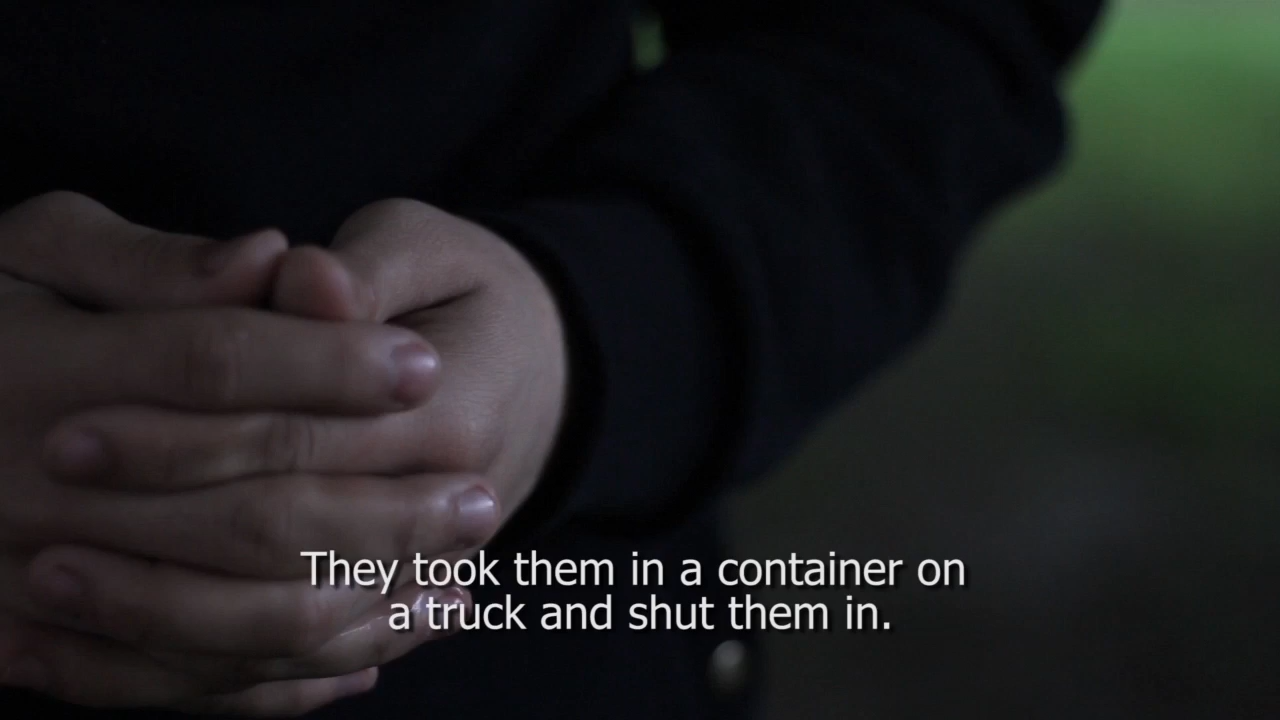 They took them in a container on
a truck and shut them in.